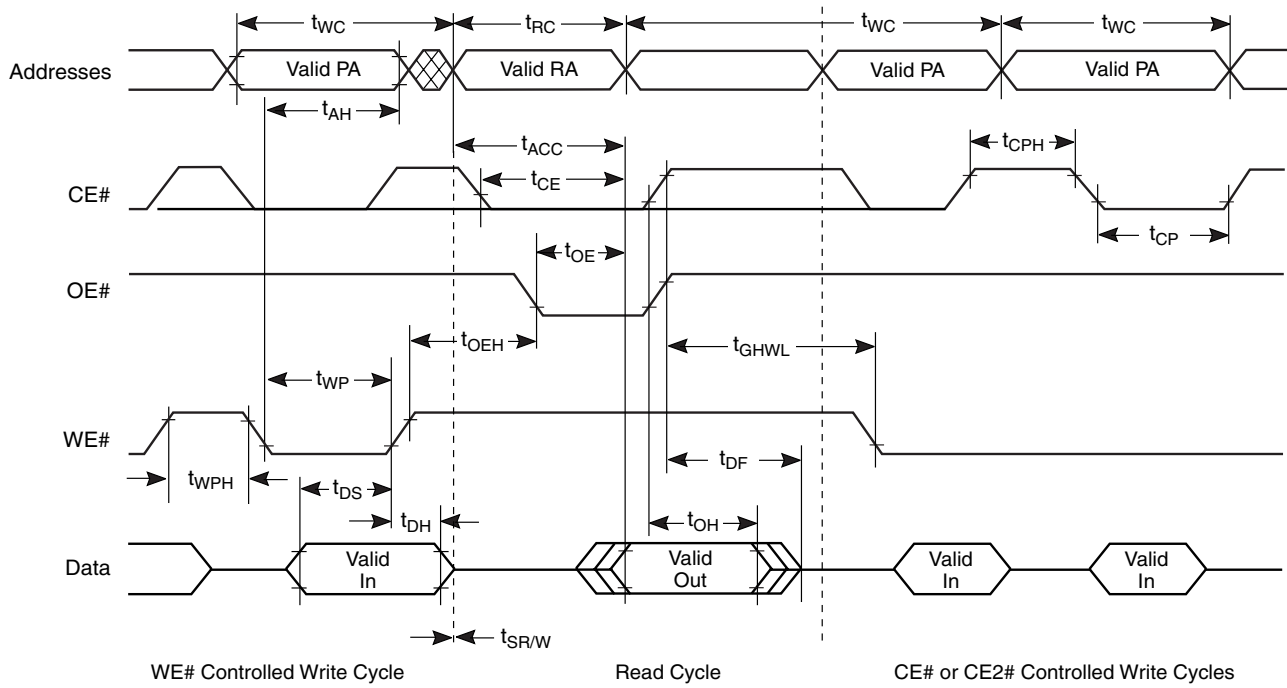 tWC tRC tWC tWC
Addresses Valid PA Valid RA Valid PA Valid PA
tAH
tACC tCPH
CE# tCE
tCP
tOE
OE#
tOEH tGHWL
tWP
WE#
tDF
tWPH tDS
tDH tOH
Data Valid In Valid Out Valid In Valid In
tSR/W
WE# Controlled Write Cycle Read Cycle CE# or CE2# Controlled Write Cycles